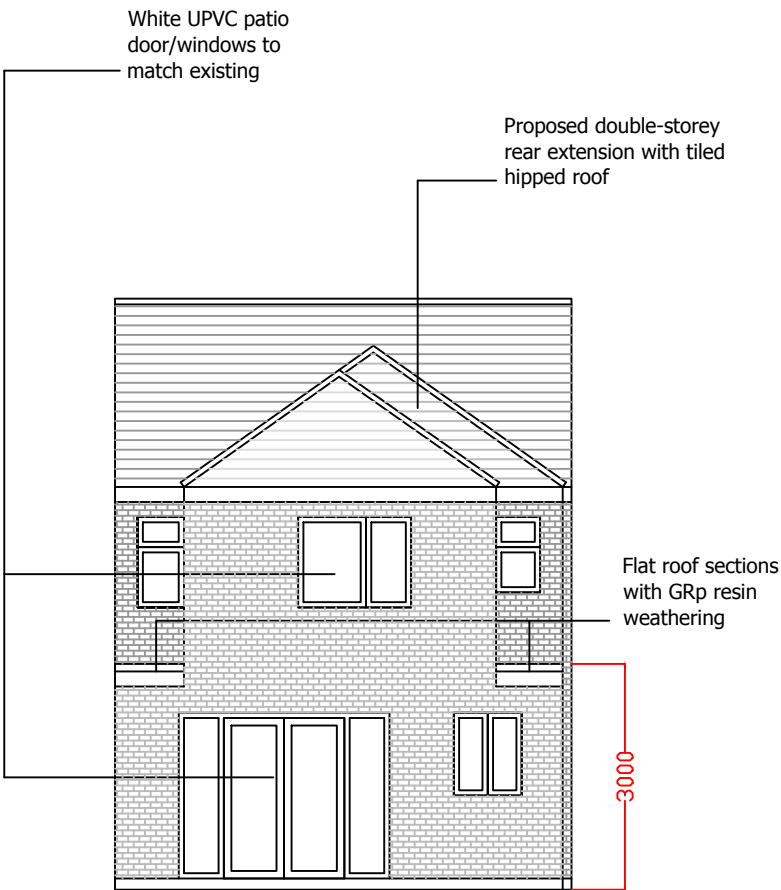 White UPVC patio
door/windows to
match existing
Proposed double-storey
rear extension with tiled
hipped roof
Flat roof sections
with GRp resin
weathering
3000